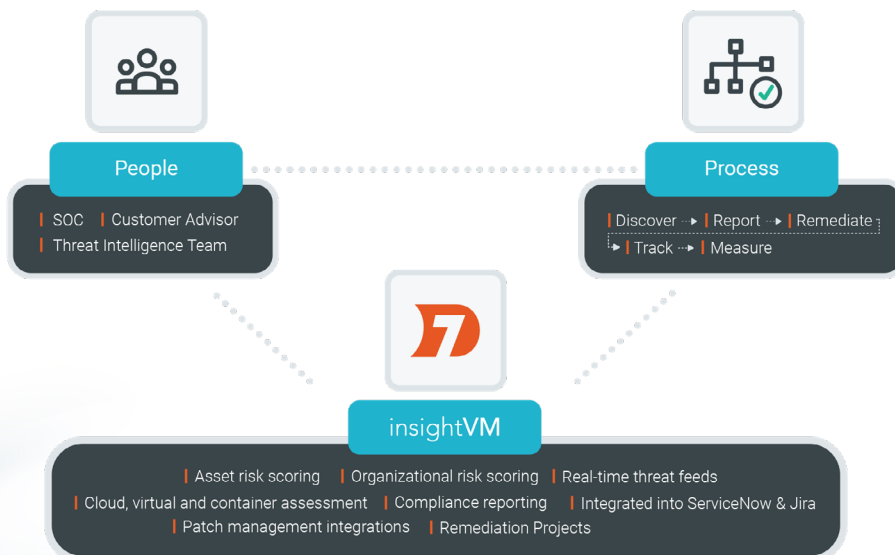 People
Process
SOC Customer Advisor
Threat Intelligence Team
Discover Report Remediate
Track Measure
7
insightVM
Asset risk scoring Organizational risk scoring Real-time threat feeds
Cloud, virtual and container assessment Compliance reporting Integrated into ServiceNow & Jira
Patch management integrations Remediation Projects